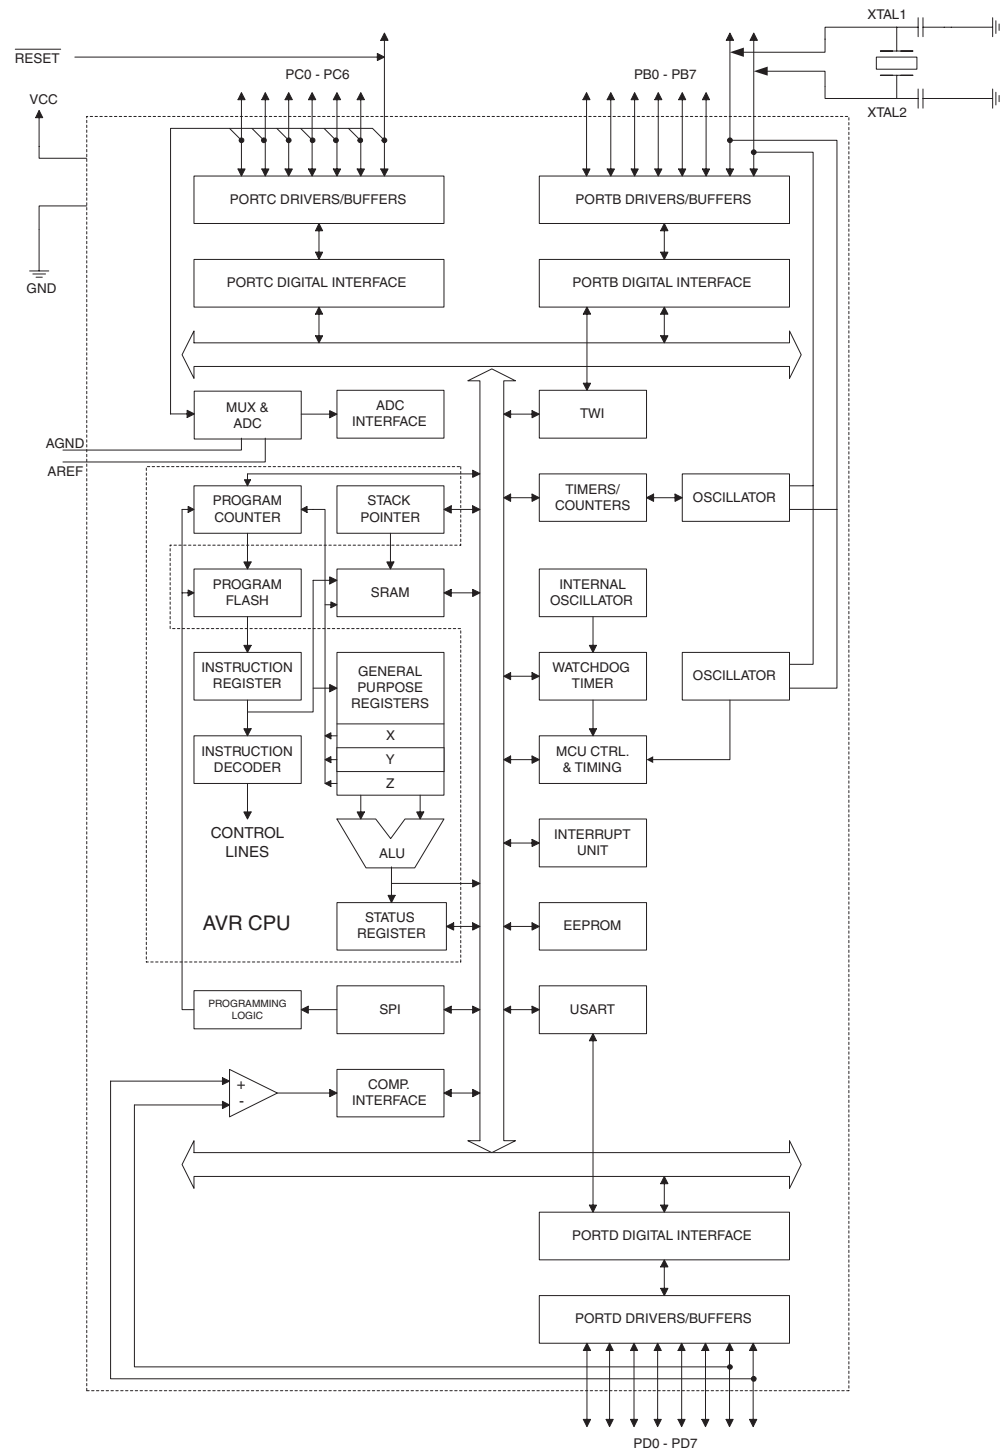 XTAL1
RESET
PC0 - PC6
PB0 - PB7
VCC
XTAL2
PORTC DRIVERS/BUFFERS
PORTB DRIVERS/BUFFERS
PORTC DIGITAL INTERFACE
PORTB DIGITAL INTERFACE
GND
MUX &
ADC
ADC
INTERFACE
TWI
AGND
AREF
PROGRAM
COUNTER
STACK
POINTER
TIMERS/
COUNTERS
OSCILLATOR
PROGRAM
FLASH
SRAM
INTERNAL
OSCILLATOR
INSTRUCTION
REGISTER
GENERAL
PURPOSE
REGISTERS
WATCHDOG
TIMER
OSCILLATOR
X
Y
Z
INSTRUCTION
DECODER
MCU CTRL.
& TIMING
CONTROL
LINES
ALU
INTERRUPT
UNIT
AVR CPU
STATUS
REGISTER
EEPROM
PROGRAMMING
LOGIC
SPI
USART
+
-
COMP.
INTERFACE
PORTD DIGITAL INTERFACE
PORTD DRIVERS/BUFFERS
PD0 - PD7